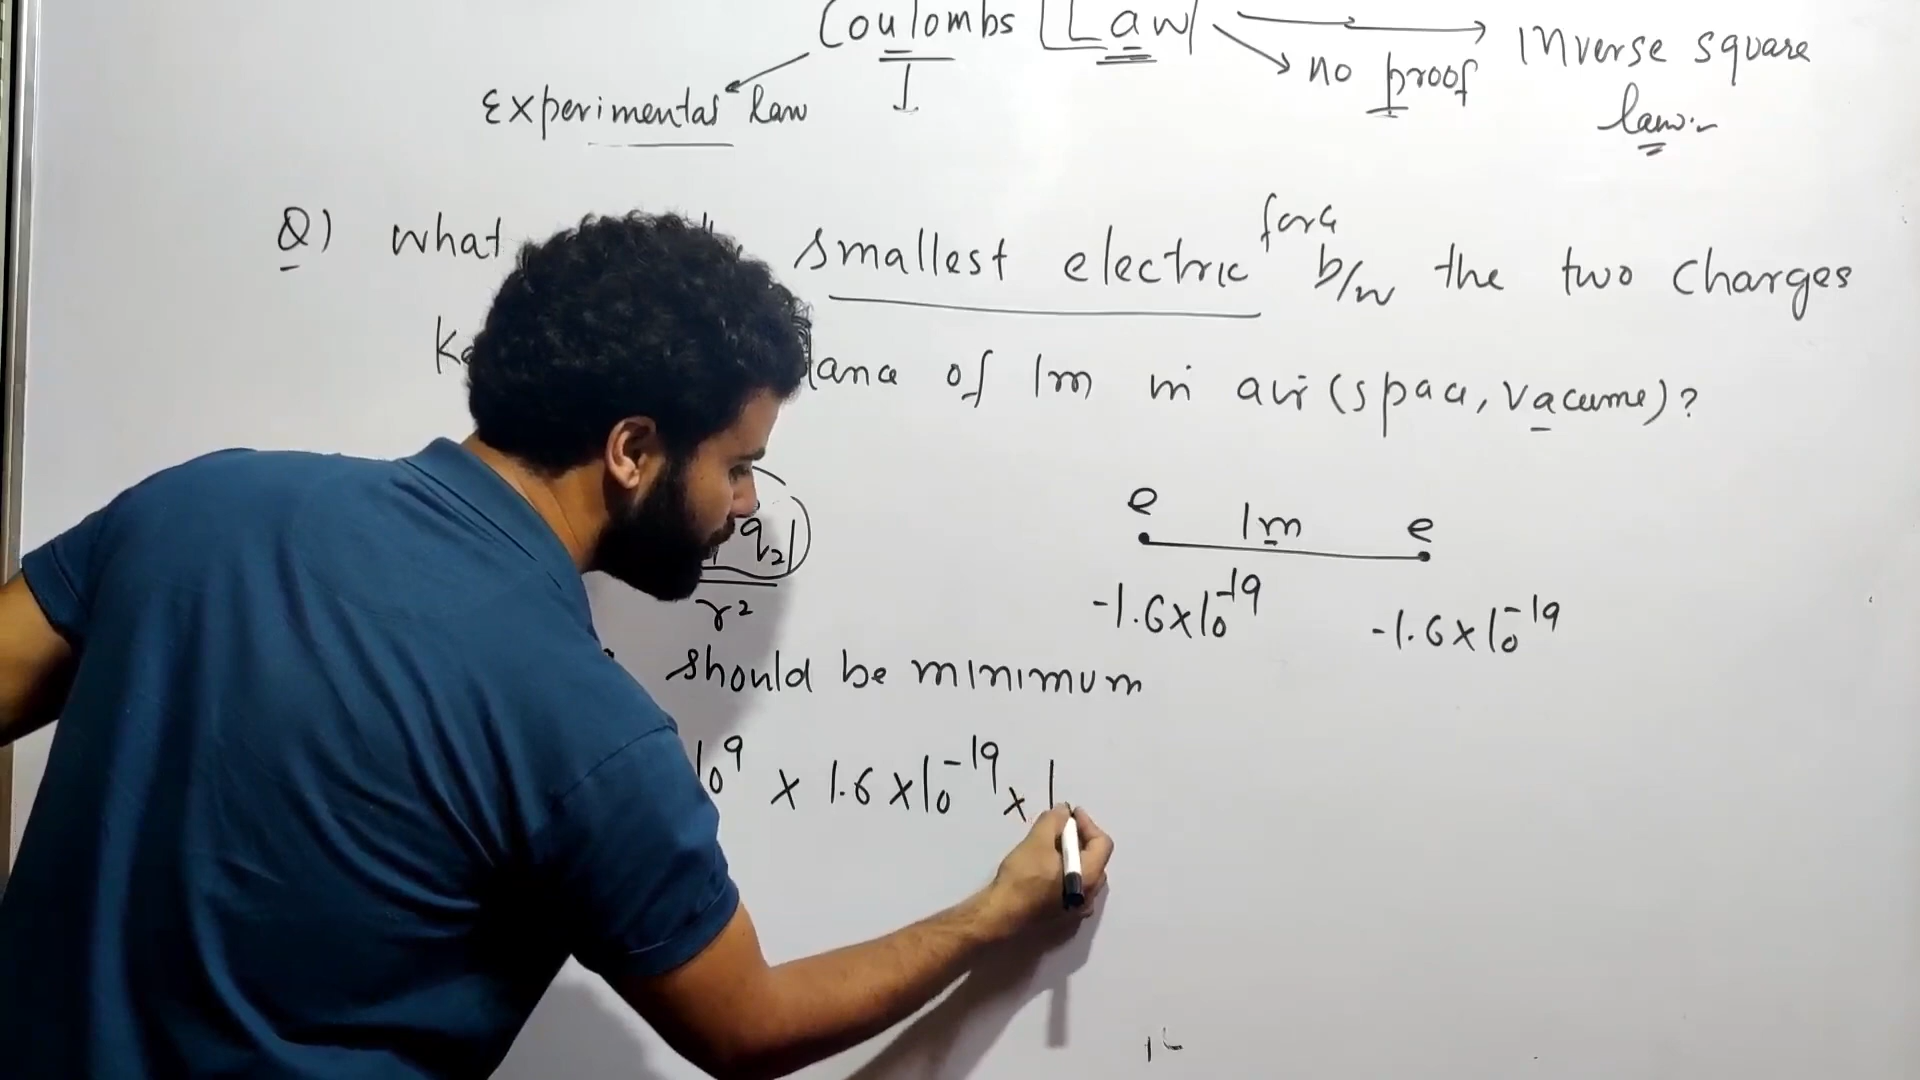 Coulombs Law
I
Inverse square
law
no proof
Experimental law
Q) what smallest electric force b/w the two charges
of 1m in air (space, vacume)?
q2|
r²
e 1m e
-1.6×10^-19 -1.6×10^-19
should be minimum
10^9 × 1.6×10^-19 × 1